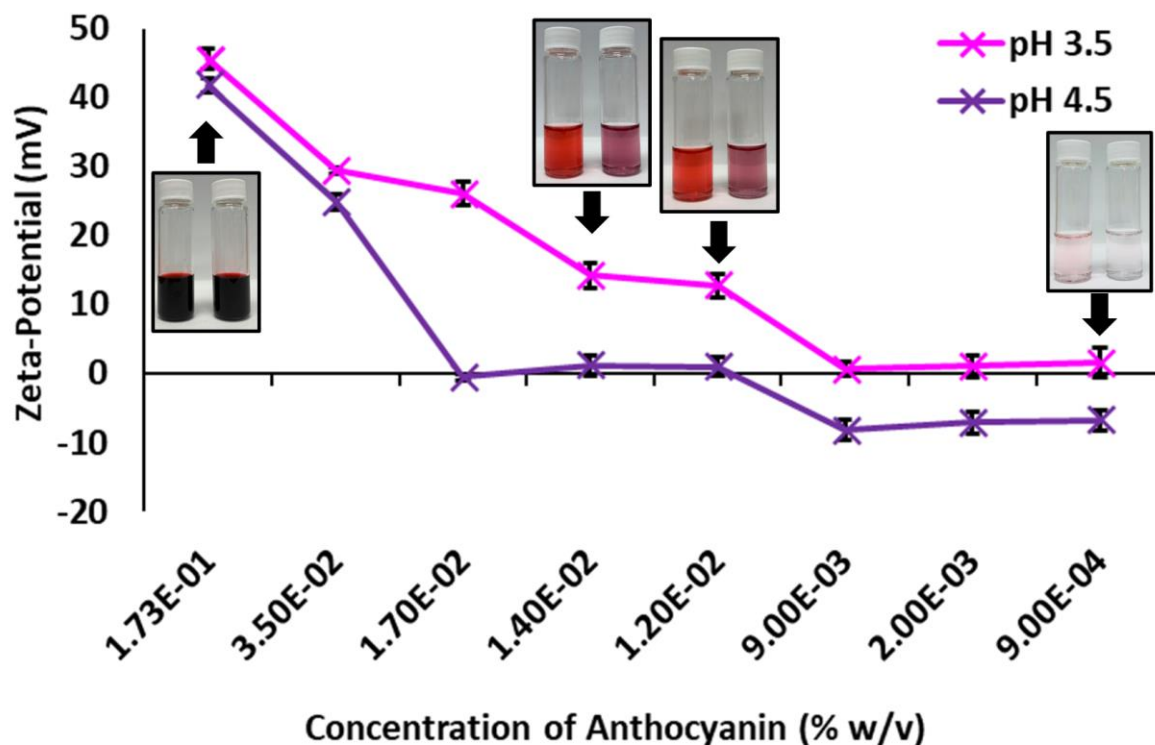 50
40
30
20
10
0
-10
-20
Zeta-Potential (mV)
pH 3.5
pH 4.5
1.73E-01
3.50E-02
1.70E-02
1.40E-02
1.20E-02
9.00E-03
2.00E-03
9.00E-04
Concentration of Anthocyanin (% w/v)